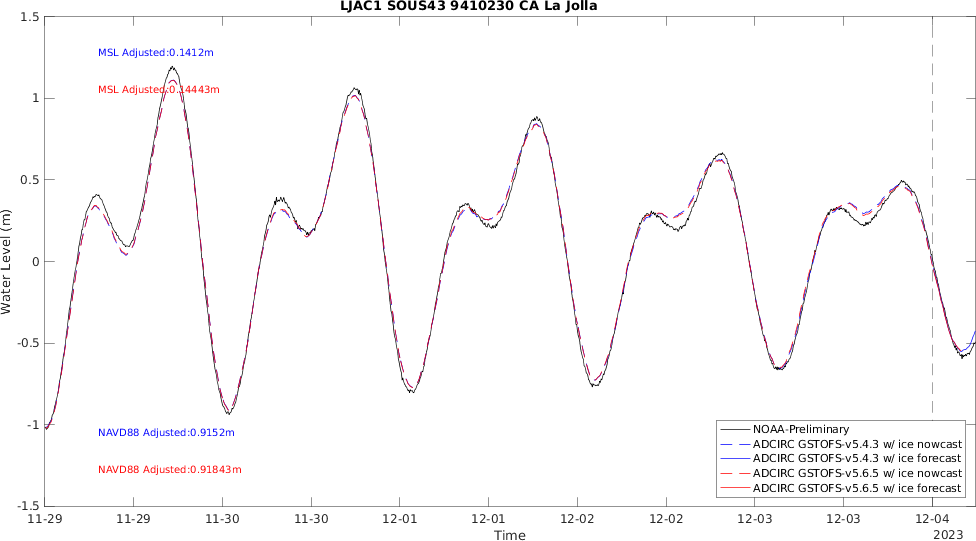 LJAC1 SOUS43 9410230 CA La Jolla
1.5
1
0.5
0
-0.5
-1
-1.5
Water Level (m)
MSL Adjusted:0.1412m
MSL Adjusted:0.14443m
NAVD88 Adjusted:0.9152m
NAVD88 Adjusted:0.91843m
NOAA-Preliminary
ADCIRC GSTOFS-v5.4.3 w/ ice nowcast
ADCIRC GSTOFS-v5.4.3 w/ ice forecast
ADCIRC GSTOFS-v5.6.5 w/ ice nowcast
ADCIRC GSTOFS-v5.6.5 w/ ice forecast
11-29 11-29 11-30 11-30 12-01 12-01 12-02 12-02 12-03 12-03 12-04
2023
Time